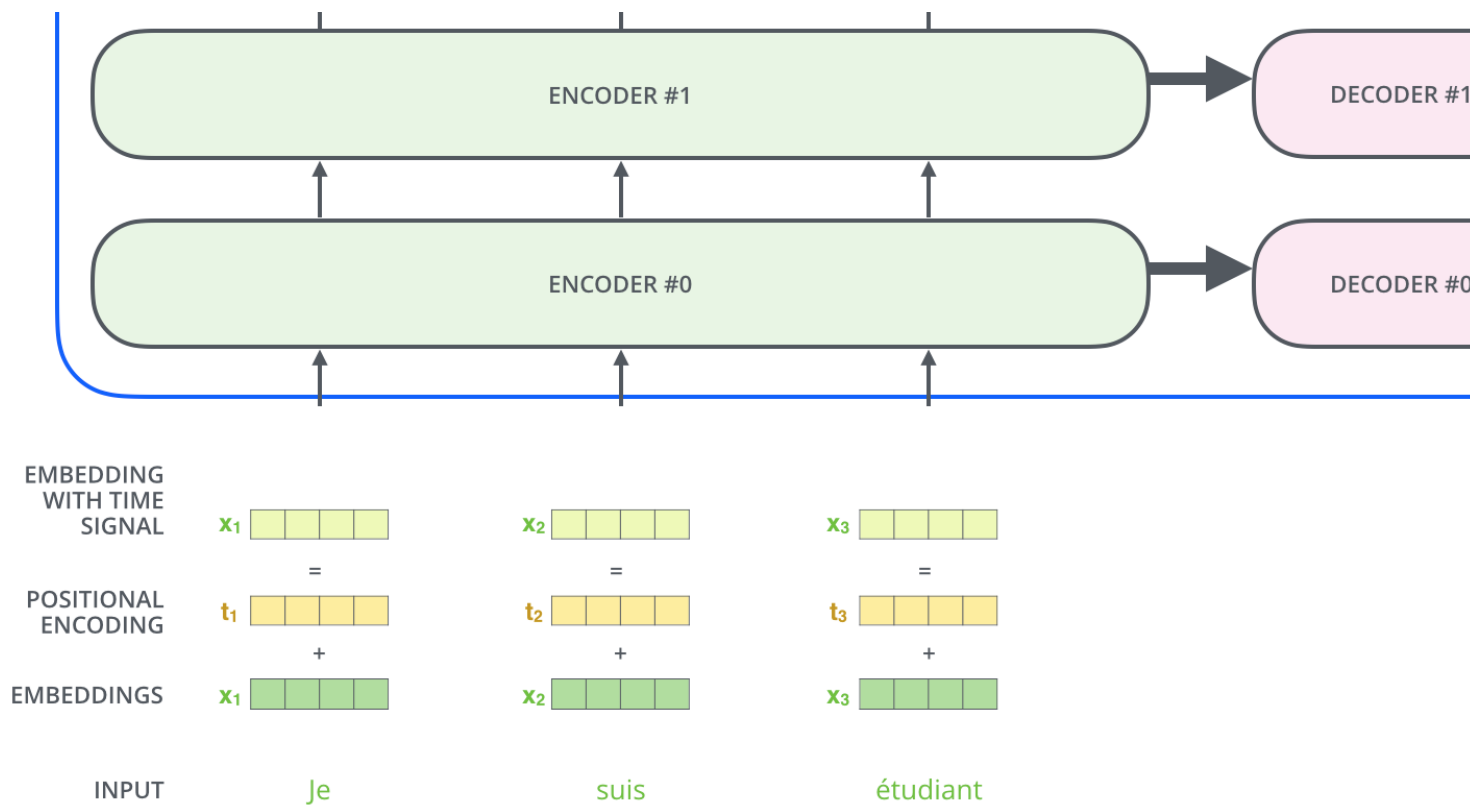 ENCODER #1
DECODER #1
ENCODER #0
DECODER #0
EMBEDDING
WITH TIME
SIGNAL
x₁
x₂
x₃
=
=
=
POSITIONAL
ENCODING
t₁
t₂
t₃
+
+
+
EMBEDDINGS
x₁
x₂
x₃
INPUT
Je
suis
étudiant